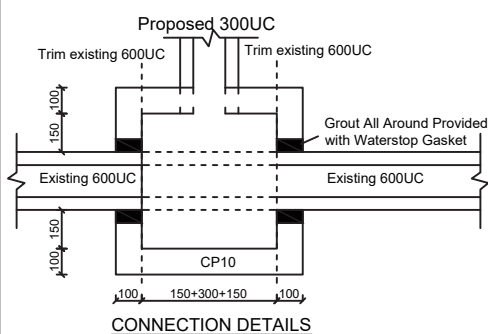 Proposed 300UC
Trim existing 600UC
Trim existing 600UC
100
150
Grout All Around Provided
with Waterstop Gasket
Existing 600UC
Existing 600UC
150
100
CP10
100
150+300+150
100
CONNECTION DETAILS